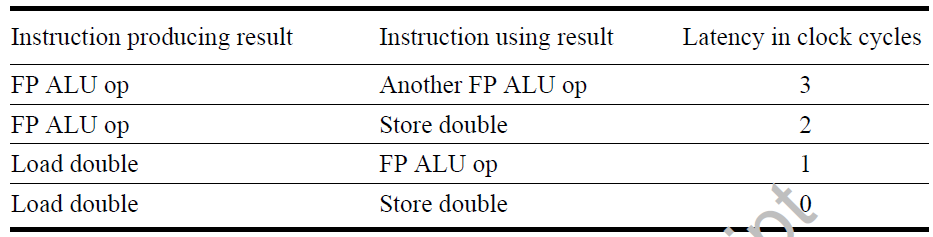 Instruction producing result Instruction using result Latency in clock cycles
FP ALU op Another FP ALU op 3
FP ALU op Store double 2
Load double FP ALU op 1
Load double Store double 0